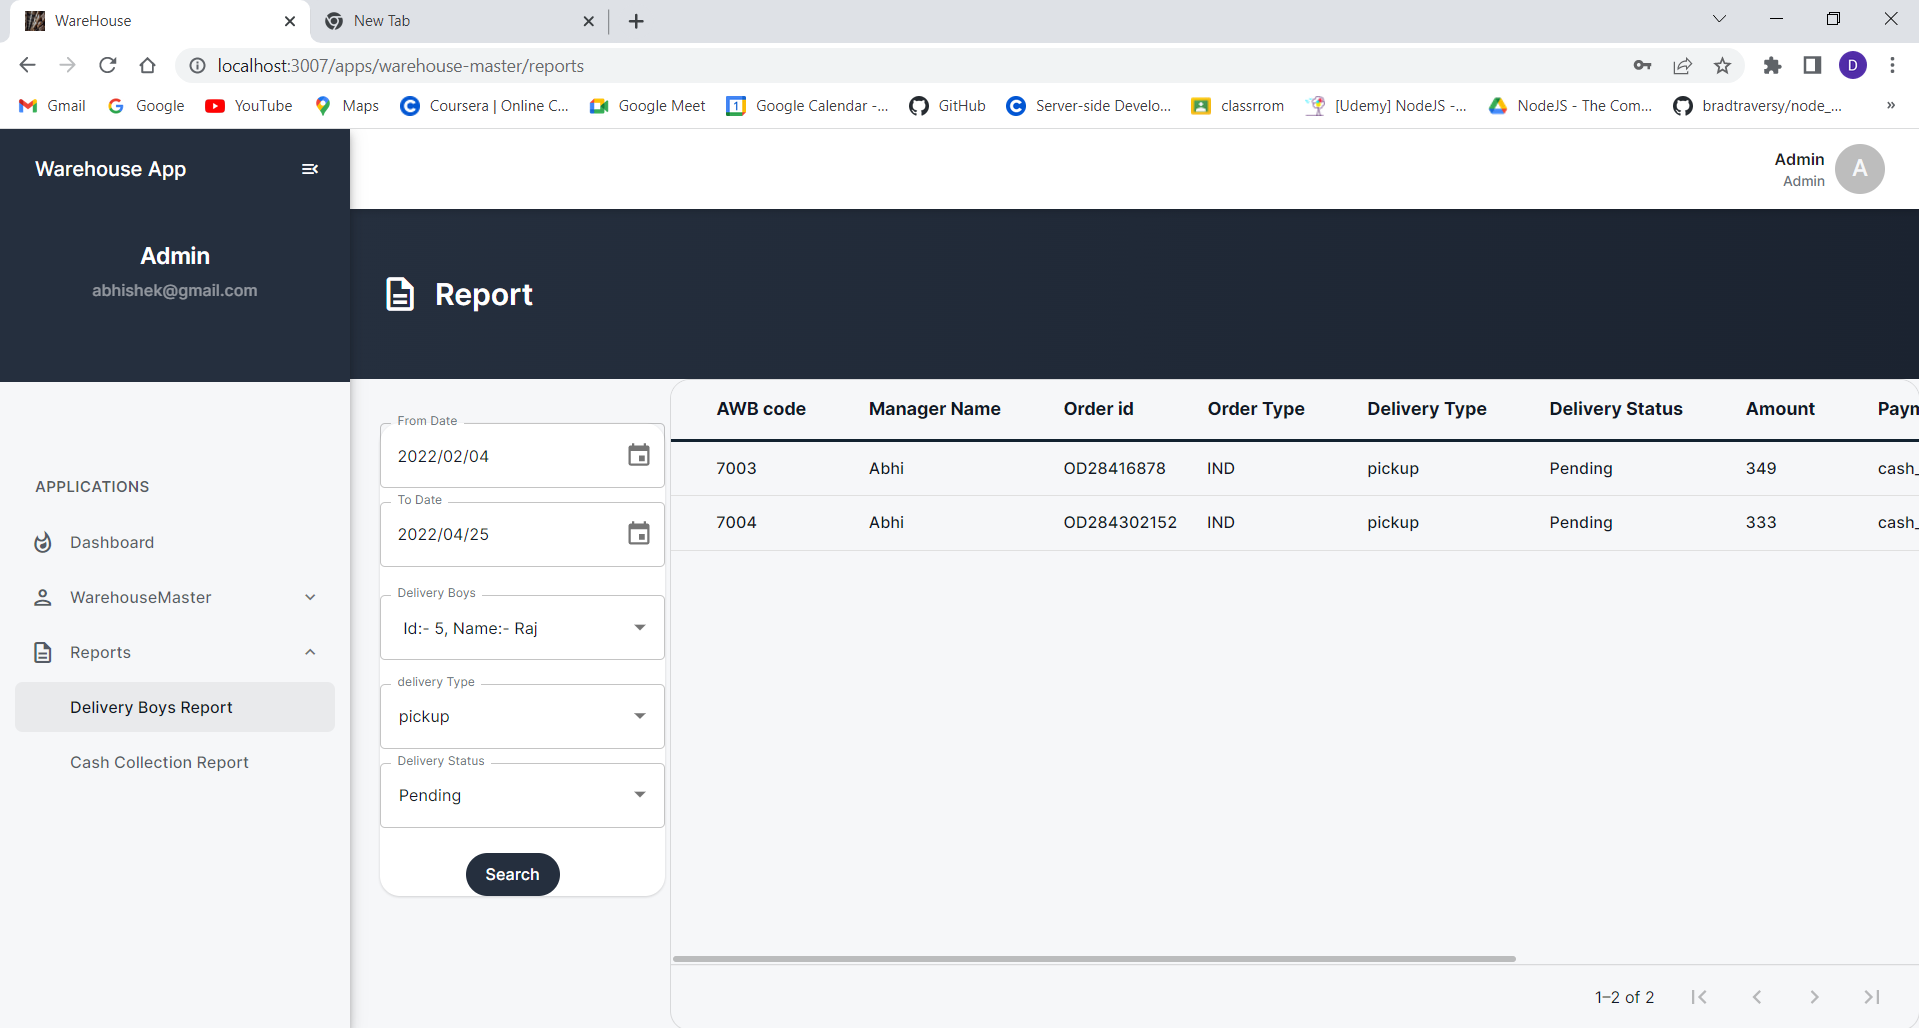 WareHouse
New Tab
localhost:3007/apps/warehouse-master/reports
D
Gmail
Google
YouTube
Maps
Coursera | Online C...
Google Meet
1
Google Calendar -...
GitHub
Server-side Develo...
classrrom
[Udemy] NodeJS -...
NodeJS - The Com...
bradtraversy/node_...
»
Warehouse App
Admin
Admin
A
Admin
abhishek@gmail.com
Report
APPLICATIONS
Dashboard
WarehouseMaster
Reports
Delivery Boys Report
Cash Collection Report
From Date
2022/02/04
To Date
2022/04/25
Delivery Boys
Id:- 5, Name:- Raj
delivery Type
pickup
Delivery Status
Pending
Search
AWB code Manager Name Order id Order Type Delivery Type Delivery Status Amount Paym
7003 Abhi OD28416878 IND pickup Pending 349 cash_
7004 Abhi OD284302152 IND pickup Pending 333 cash_
1–2 of 2